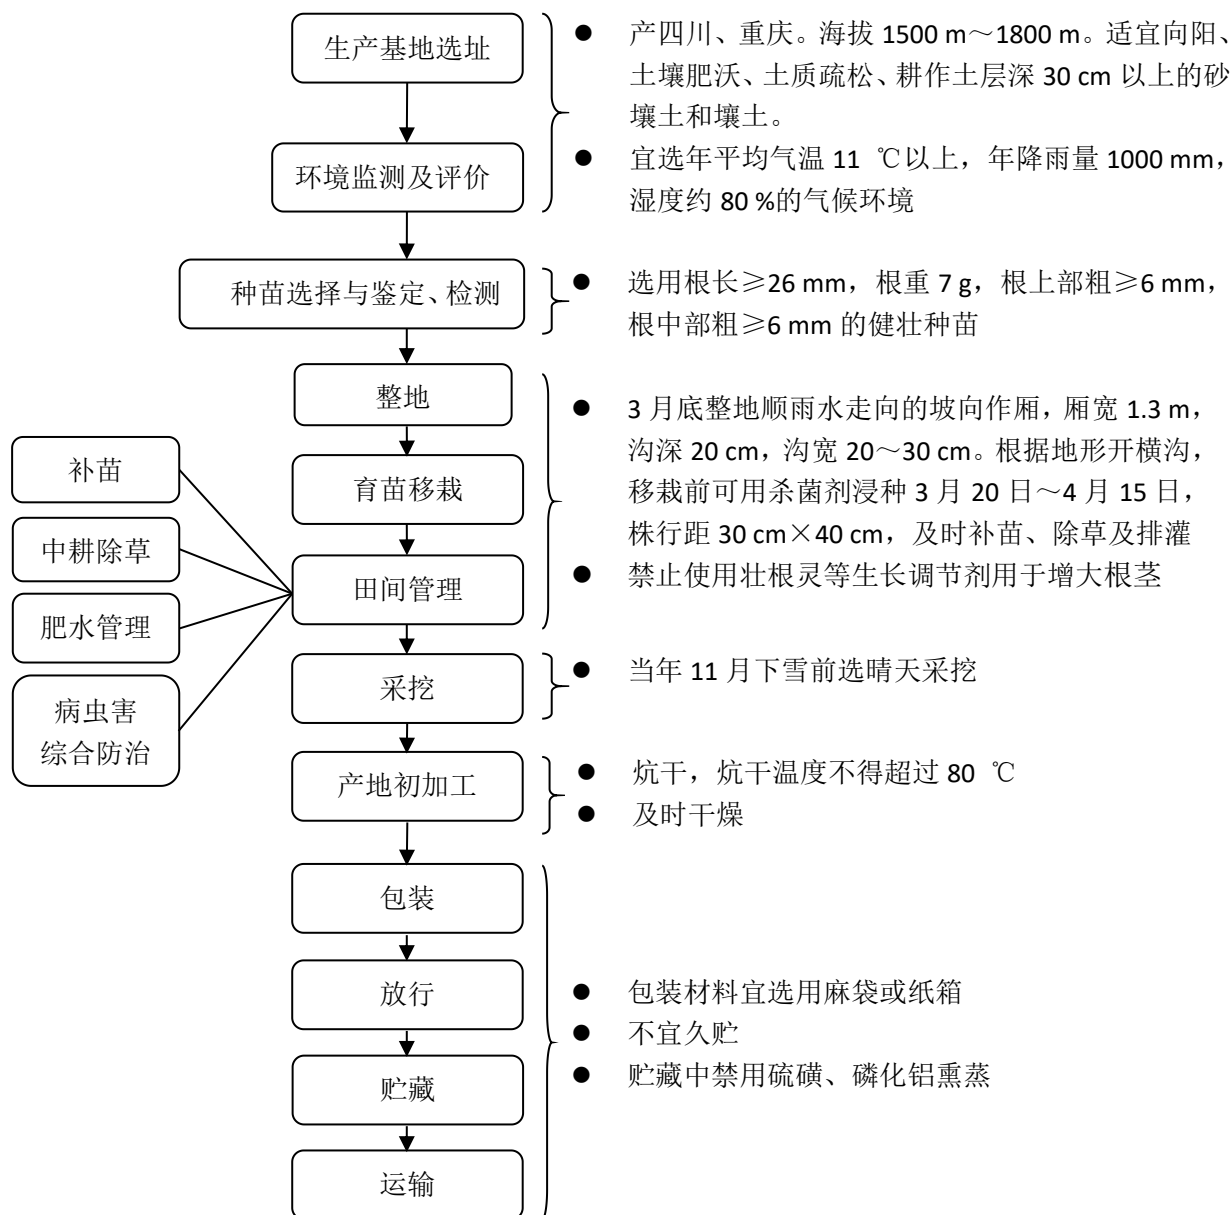 生产基地选址
● 产四川、重庆。海拔 1500 m～1800 m。适宜向阳、
土壤肥沃、土质疏松、耕作土层深 30 cm 以上的砂
壤土和壤土。
环境监测及评价
● 宜选年平均气温 11 ℃以上，年降雨量 1000 mm，
湿度约 80 %的气候环境
种苗选择与鉴定、检测
● 选用根长≥26 mm，根重 7 g，根上部粗≥6 mm，
根中部粗≥6 mm 的健壮种苗
整地
育苗移栽
田间管理
补苗
中耕除草
肥水管理
病虫害
综合防治
● 3 月底整地顺雨水走向的坡向作厢，厢宽 1.3 m，
沟深 20 cm，沟宽 20～30 cm。根据地形开横沟，
移栽前可用杀菌剂浸种 3 月 20 日～4 月 15 日，
株行距 30 cm×40 cm，及时补苗、除草及排灌
● 禁止使用壮根灵等生长调节剂用于增大根茎
采挖
● 当年 11 月下雪前选晴天采挖
产地初加工
● 炕干，炕干温度不得超过 80 ℃
● 及时干燥
包装
放行
贮藏
运输
● 包装材料宜选用麻袋或纸箱
● 不宜久贮
● 贮藏中禁用硫磺、磷化铝熏蒸